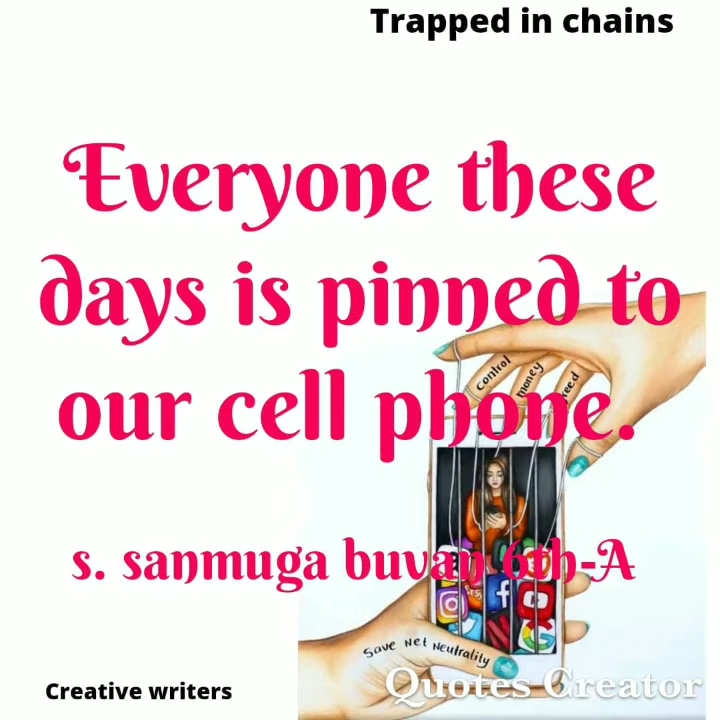 Trapped in chains
Everyone these
days is pinned to
our cell phone.
control
money
s. sanmuga buvan 6th-A
Save Net Neutrality
Quotes Creator
Creative writers